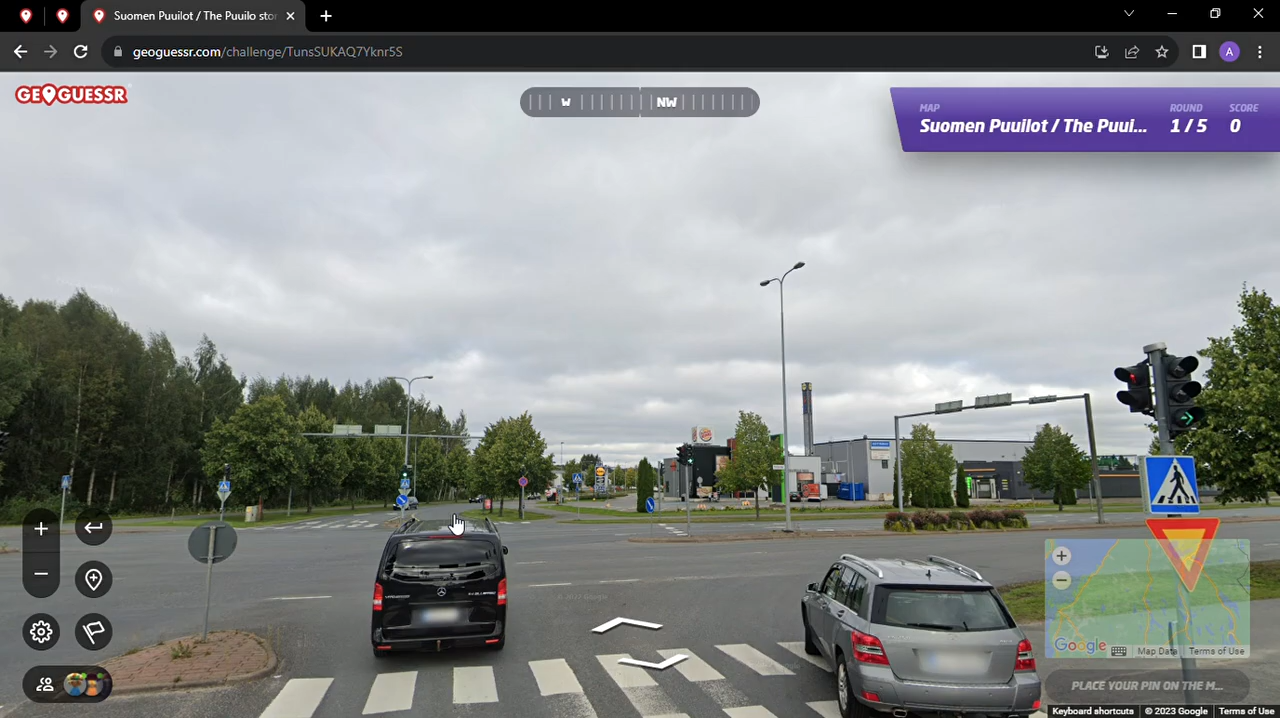 Suomen Puuilot / The Puuilo sto
geoguessr.com/challenge/TunsSUKAQ7Yknr5S
A
GEOGUESSR
W NW
MAP ROUND SCORE
Suomen Puuilot / The Puui... 1 / 5 0
Google
Map Data Terms of Use
PLACE YOUR PIN ON THE M...
Keyboard shortcuts © 2023 Google Terms of Use